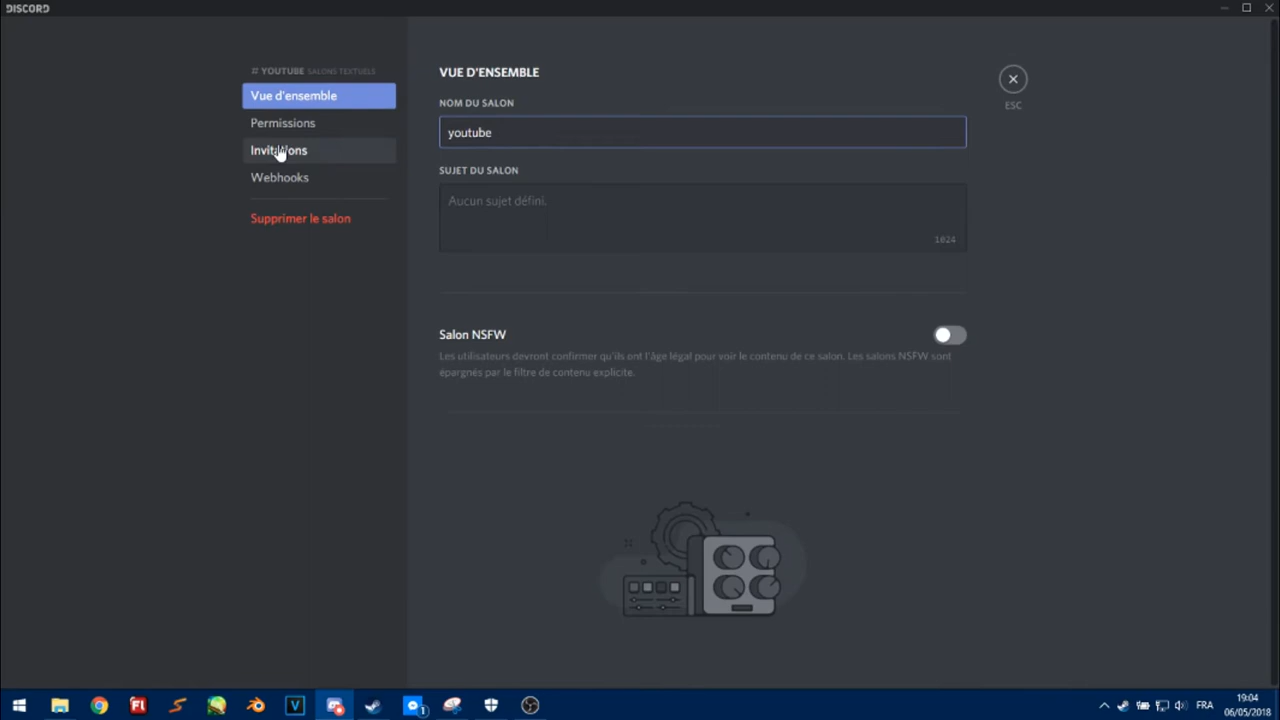 DISCORD
# YOUTUBE SALONS TEXTUELS
Vue d'ensemble
Permissions
Invitations
Webhooks
Supprimer le salon
VUE D'ENSEMBLE
NOM DU SALON
youtube
SUJET DU SALON
Aucun sujet défini.
1024
Salon NSFW
Les utilisateurs devront confirmer qu'ils ont l'âge légal pour voir le contenu de ce salon. Les salons NSFW sont
épargnés par le filtre de contenu explicite.
ESC
Fl
V
1
FRA
19:04
06/05/2018